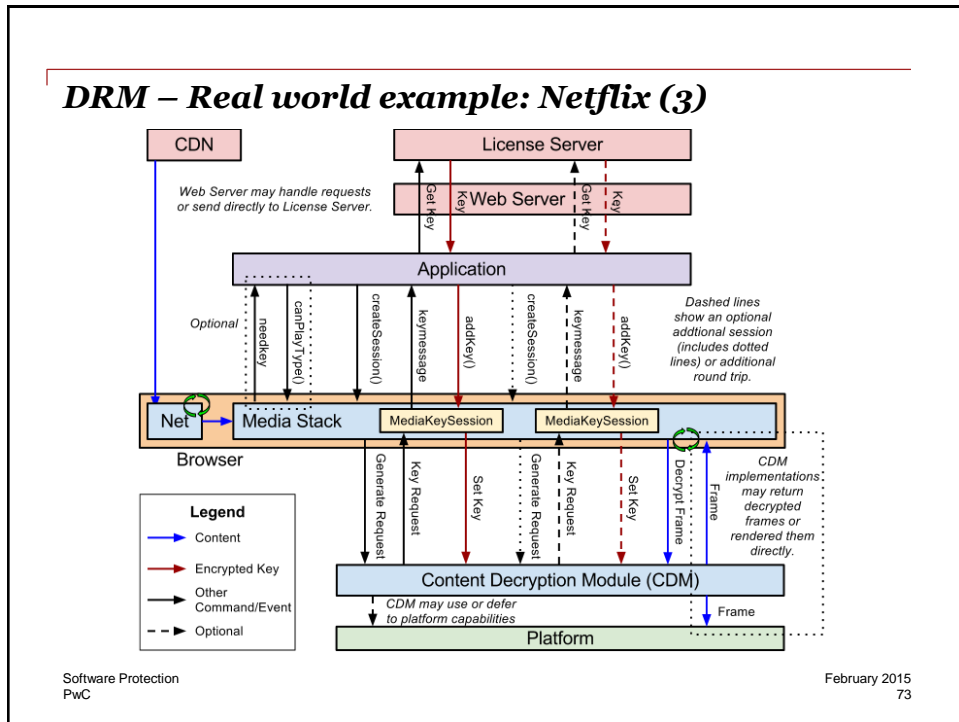 DRM – Real world example: Netflix (3)
CDN
License Server
Web Server may handle requests
or send directly to License Server.
Get Key
Key
Get Key
Key
Web Server
Application
Optional
needkey
canPlayType()
createSession()
keymessage
addKey()
createSession()
keymessage
addKey()
Dashed lines
show an optional
addtional session
(includes dotted
lines) or additional
round trip.
Net
Media Stack
MediaKeySession
MediaKeySession
Browser
Generate Request
Key Request
Set Key
Generate Request
Key Request
Set Key
Decrypt Frame
Frame
CDM
implementations
may return
decrypted
frames or
rendered them
directly.
Legend
Content
Encrypted Key
Other
Command/Event
Optional
Content Decryption Module (CDM)
CDM may use or defer
to platform capabilities
Frame
Platform
Software Protection
PwC
February 2015
73